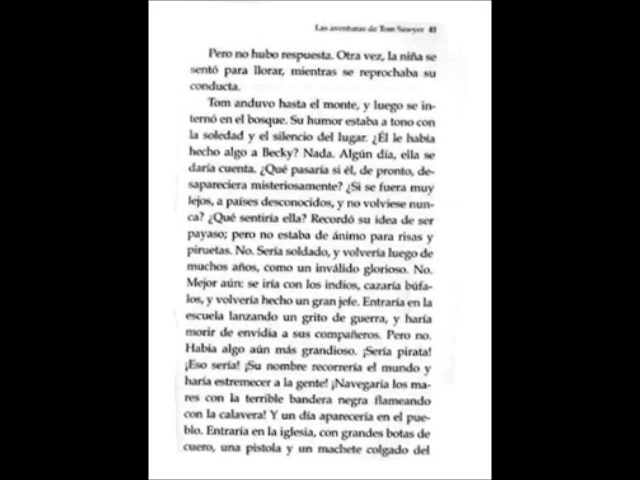 Las aventuras de Tom Sawyer 41
Pero no hubo respuesta. Otra vez, la niña se
sentó para llorar, mientras se reprochaba su
conducta.
Tom anduvo hasta el monte, y luego se in-
ternó en el bosque. Su humor estaba a tono con
la soledad y el silencio del lugar. ¿Él le había
hecho algo a Becky? Nada. Algún día, ella se
daría cuenta. ¿Qué pasaría si él, de pronto, de-
sapareciera misteriosamente? ¿Si se fuera muy
lejos, a países desconocidos, y no volviese nun-
ca? ¿Qué sentiría ella? Recordó su idea de ser
payaso; pero no estaba de ánimo para risas y
piruetas. No. Sería soldado, y volvería luego de
muchos años, como un inválido glorioso. No.
Mejor aún: se iría con los indios, cazaría búfa-
los, y volvería hecho un gran jefe. Entraría en la
escuela lanzando un grito de guerra, y haría
morir de envidia a sus compañeros. Pero no.
Había algo aún más grandioso. ¡Sería pirata!
¡Eso sería! ¡Su nombre recorrería el mundo y
haría estremecer a la gente! ¡Navegaría los ma-
res con la terrible bandera negra flameando
con la calavera! Y un día aparecería en el pue-
blo. Entraría en la iglesia, con grandes botas de
cuero, una pistola y un machete colgado del